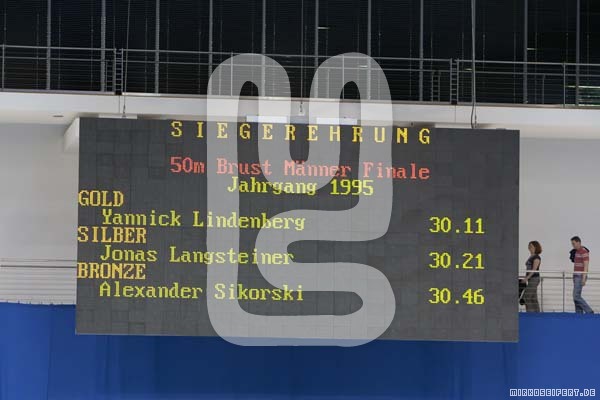 SIEGEREHRUNG
50m Brust Männer Finale
Jahrgang 1995
GOLD
Yannick Lindenberg 30.11
SILBER
Jonas Langsteiner 30.21
BRONZE
Alexander Sikorski 30.46
MIRKOSEIFERT.DE